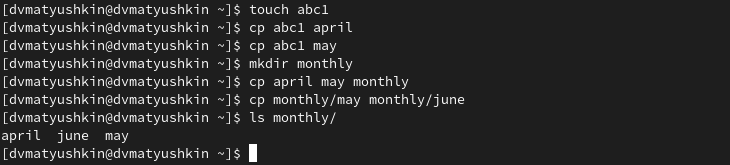 [dvmatyushkin@dvmatyushkin ~]$ touch abc1
[dvmatyushkin@dvmatyushkin ~]$ cp abc1 april
[dvmatyushkin@dvmatyushkin ~]$ cp abc1 may
[dvmatyushkin@dvmatyushkin ~]$ mkdir monthly
[dvmatyushkin@dvmatyushkin ~]$ cp april may monthly
[dvmatyushkin@dvmatyushkin ~]$ cp monthly/may monthly/june
[dvmatyushkin@dvmatyushkin ~]$ ls monthly/
april  june  may
[dvmatyushkin@dvmatyushkin ~]$